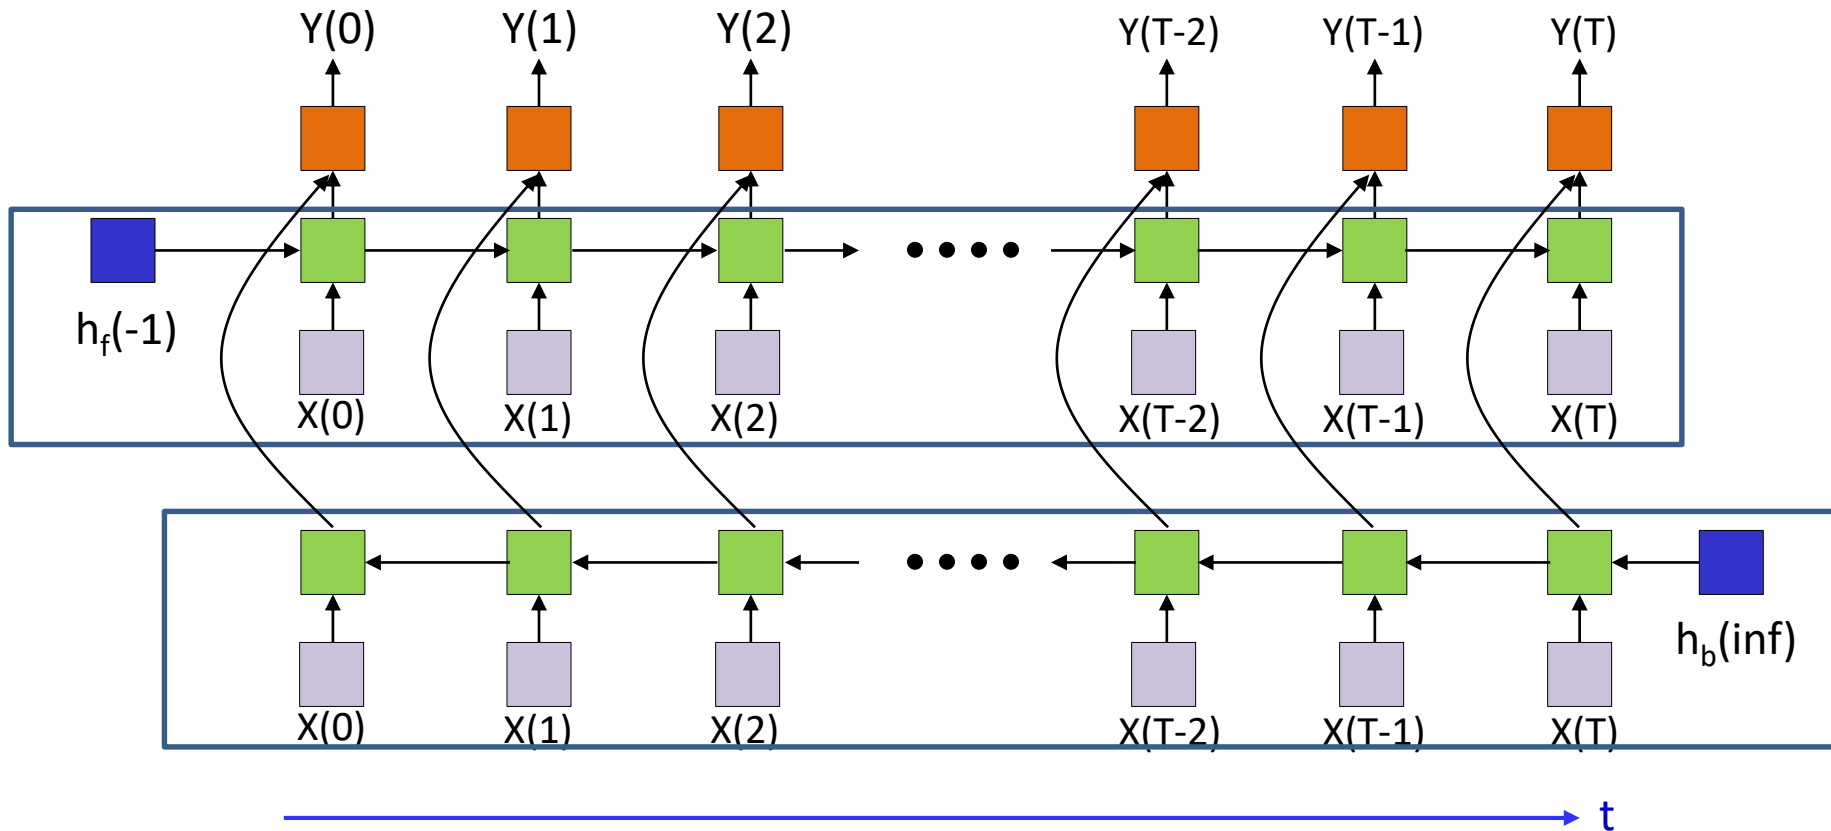 Y(0) Y(1) Y(2) Y(T-2) Y(T-1) Y(T)
h_f(-1)
X(0) X(1) X(2) X(T-2) X(T-1) X(T)
h_b(inf)
X(0) X(1) X(2) X(T-2) X(T-1) X(T)
t